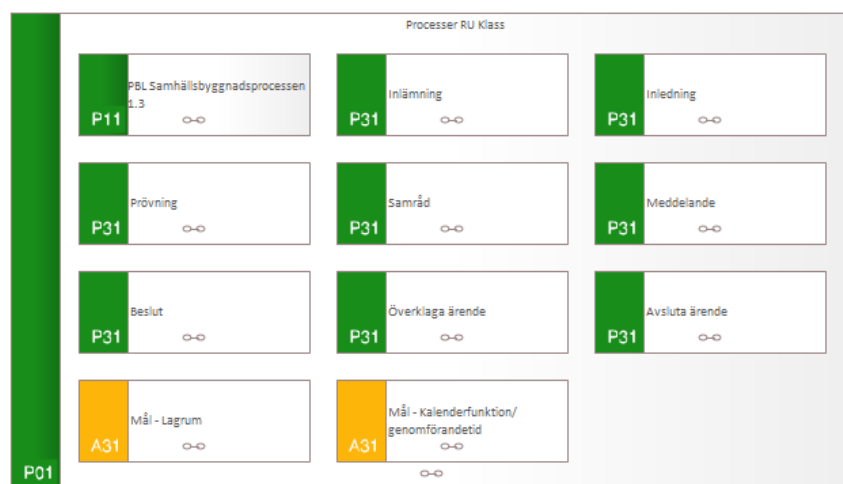 Processer RU Klass
PBL Samhällsbyggnadsprocessen
1.3
P11
Inlämning
P31
Inledning
P31
Prövning
P31
Samråd
P31
Meddelande
P31
Beslut
P31
Överklaga ärende
P31
Avsluta ärende
P31
Mål - Lagrum
A31
Mål - Kalenderfunktion/
genomförandetid
A31
P01